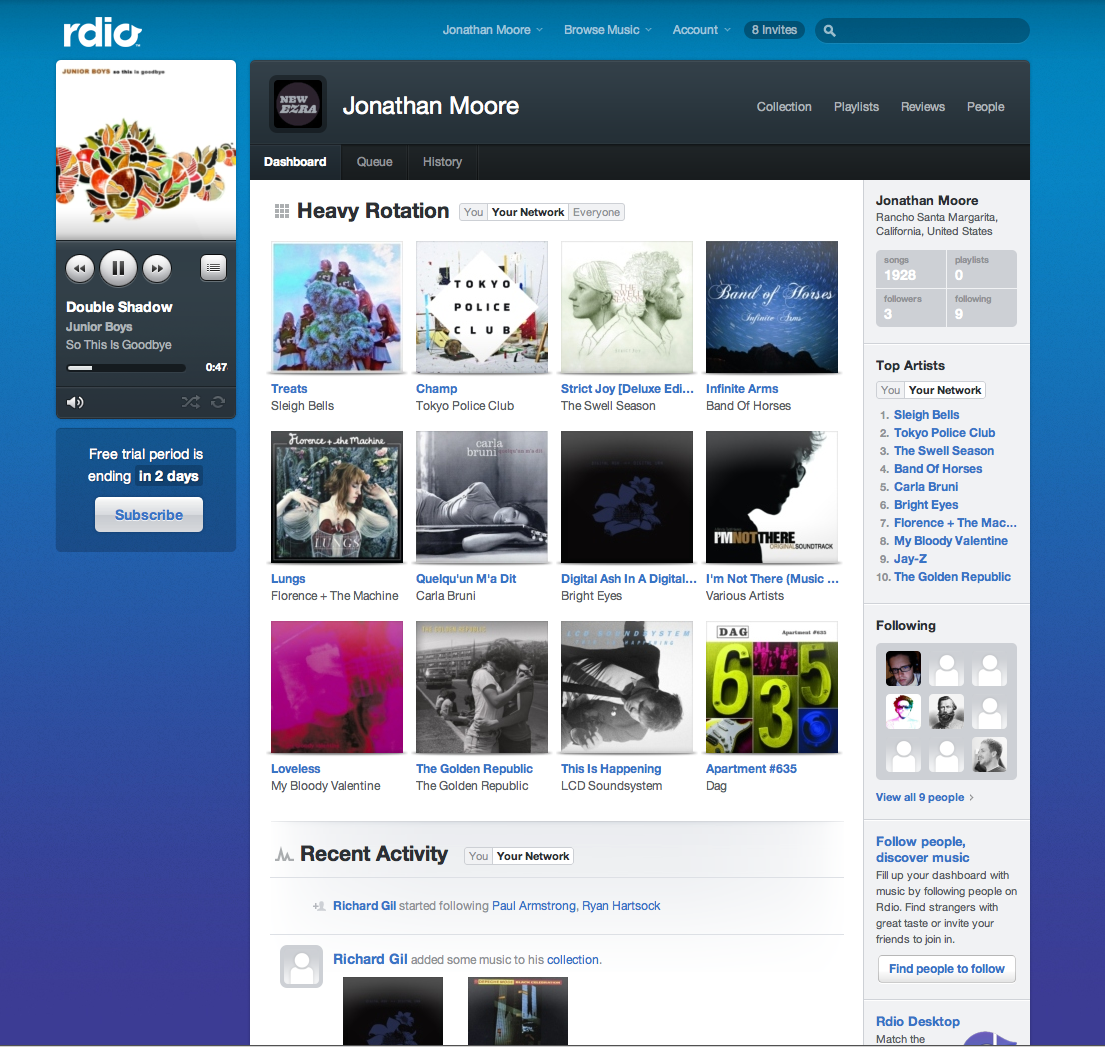 rdio
Jonathan Moore
Browse Music
Account
8 Invites
JUNIOR BOYS so this is goodbye
Double Shadow
Junior Boys
So This Is Goodbye
0:47
Free trial period is
ending in 2 days
Subscribe
NEW
EZRA
Jonathan Moore
Collection
Playlists
Reviews
People
Dashboard
Queue
History
Heavy Rotation
You
Your Network
Everyone
TOKYO
POLICE
CLUB
THE
SWELL
SEASON
Band of Horses
Infinite Arms
Treats
Sleigh Bells
Champ
Tokyo Police Club
Strict Joy [Deluxe Edi...
The Swell Season
Infinite Arms
Band Of Horses
Florence + the Machine
LUNGS
carla
bruni
quelqu'un m'a dit
I'M NOT THERE
ORIGINAL SOUNDTRACK
Lungs
Florence + The Machine
Quelqu'un M'a Dit
Carla Bruni
Digital Ash In A Digital...
Bright Eyes
I'm Not There (Music ...
Various Artists
THE GOLDEN REPUBLIC
LCD SOUNDSYSTEM
THIS IS HAPPENING
DAG
Apartment #635
635
Loveless
My Bloody Valentine
The Golden Republic
The Golden Republic
This Is Happening
LCD Soundsystem
Apartment #635
Dag
Recent Activity
You
Your Network
Richard Gil started following Paul Armstrong, Ryan Hartsock
Richard Gil added some music to his collection.
Jonathan Moore
Rancho Santa Margarita,
California, United States
songs
1928
playlists
0
followers
3
following
9
Top Artists
You
Your Network
1. Sleigh Bells
2. Tokyo Police Club
3. The Swell Season
4. Band Of Horses
5. Carla Bruni
6. Bright Eyes
7. Florence + The Mac...
8. My Bloody Valentine
9. Jay-Z
10. The Golden Republic
Following
View all 9 people
Follow people,
discover music
Fill up your dashboard with
music by following people on
Rdio. Find strangers with
great taste or invite your
friends to join in.
Find people to follow
Rdio Desktop
Match the